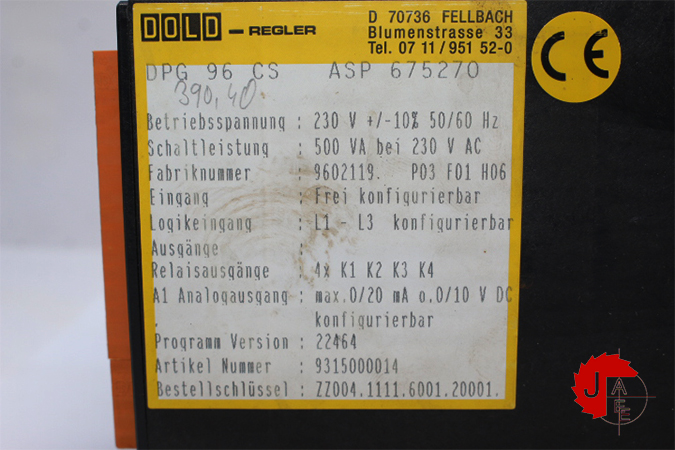 DOLD – REGLER
D 70736 FELLBACH
Blumenstrasse 33
Tel. 07 11/951 52-0
CE
DPG 96 CS ASP 675270
390,40
Betriebsspannung : 230 V +/-10% 50/60 Hz
Schaltleistung : 500 VA bei 230 V AC
Fabriknummer : 9602119. P03 F01 H06
Eingang : Frei konfigurierbar
Logikeingang : L1 - L3 konfigurierbar
Ausgänge :
Relaisausgänge : 4x K1 K2 K3 K4
A1 Analogausgang : max.0/20 mA o.0/10 V DC
. konfigurierbar
Programm Version : 22464
Artikel Nummer : 9315000014
Bestellschlüssel : ZZ004.1111.6001.20001.
J